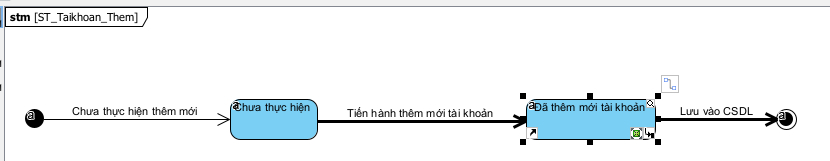 stm [ST_Taikhoan_Them]
a
Chưa thực hiện thêm mới
a
Chưa thực hiện
Tiến hành thêm mới tài khoản
a
Đã thêm mới tài khoản
Lưu vào CSDL
a